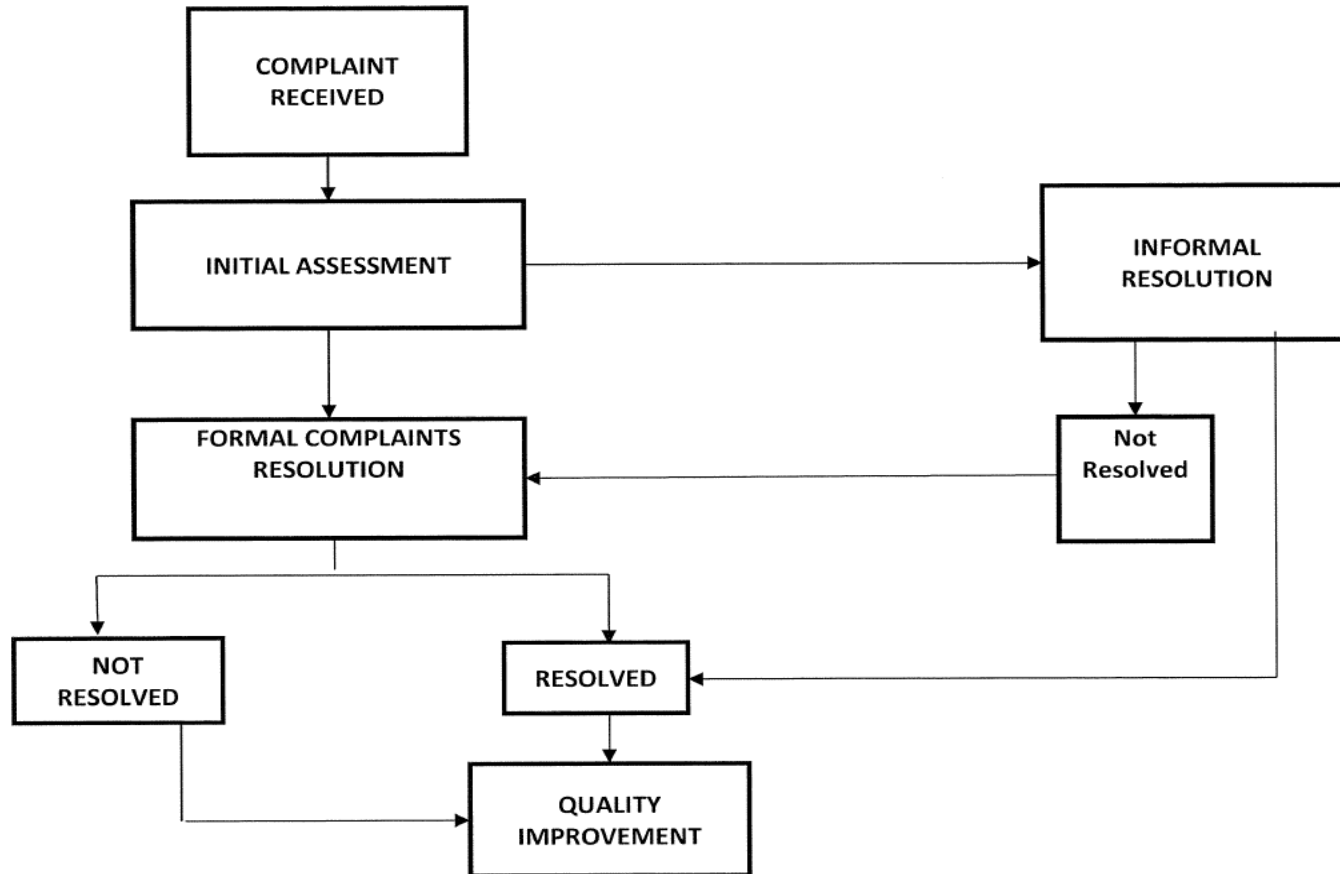 COMPLAINT
RECEIVED
INITIAL ASSESSMENT
INFORMAL
RESOLUTION
FORMAL COMPLAINTS
RESOLUTION
Not
Resolved
NOT
RESOLVED
RESOLVED
QUALITY
IMPROVEMENT